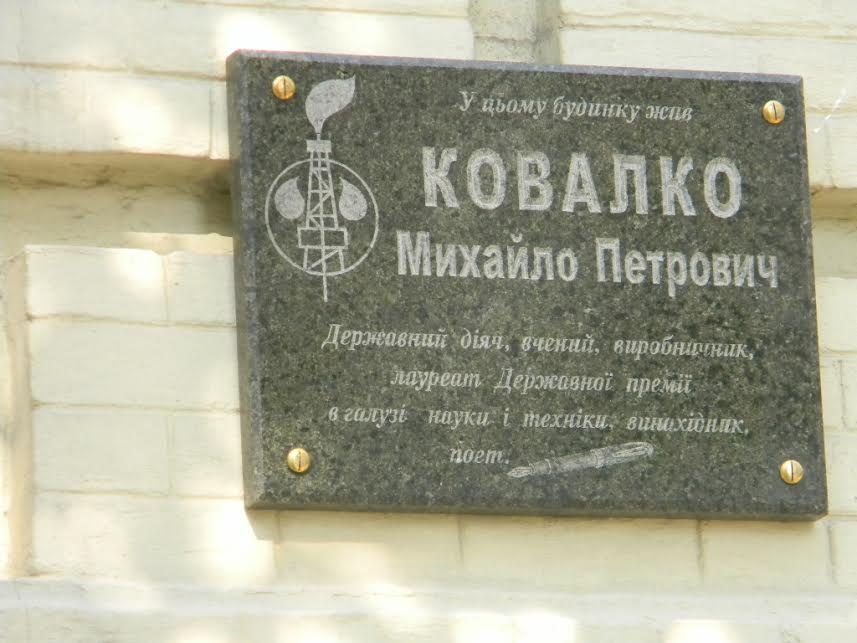 У цьому будинку жив
КОВАЛКО
Михайло Петрович
Державний діяч, вчений, виробничник,
лауреат Державної премії
в галузі науки і техніки, винахідник,
поет.